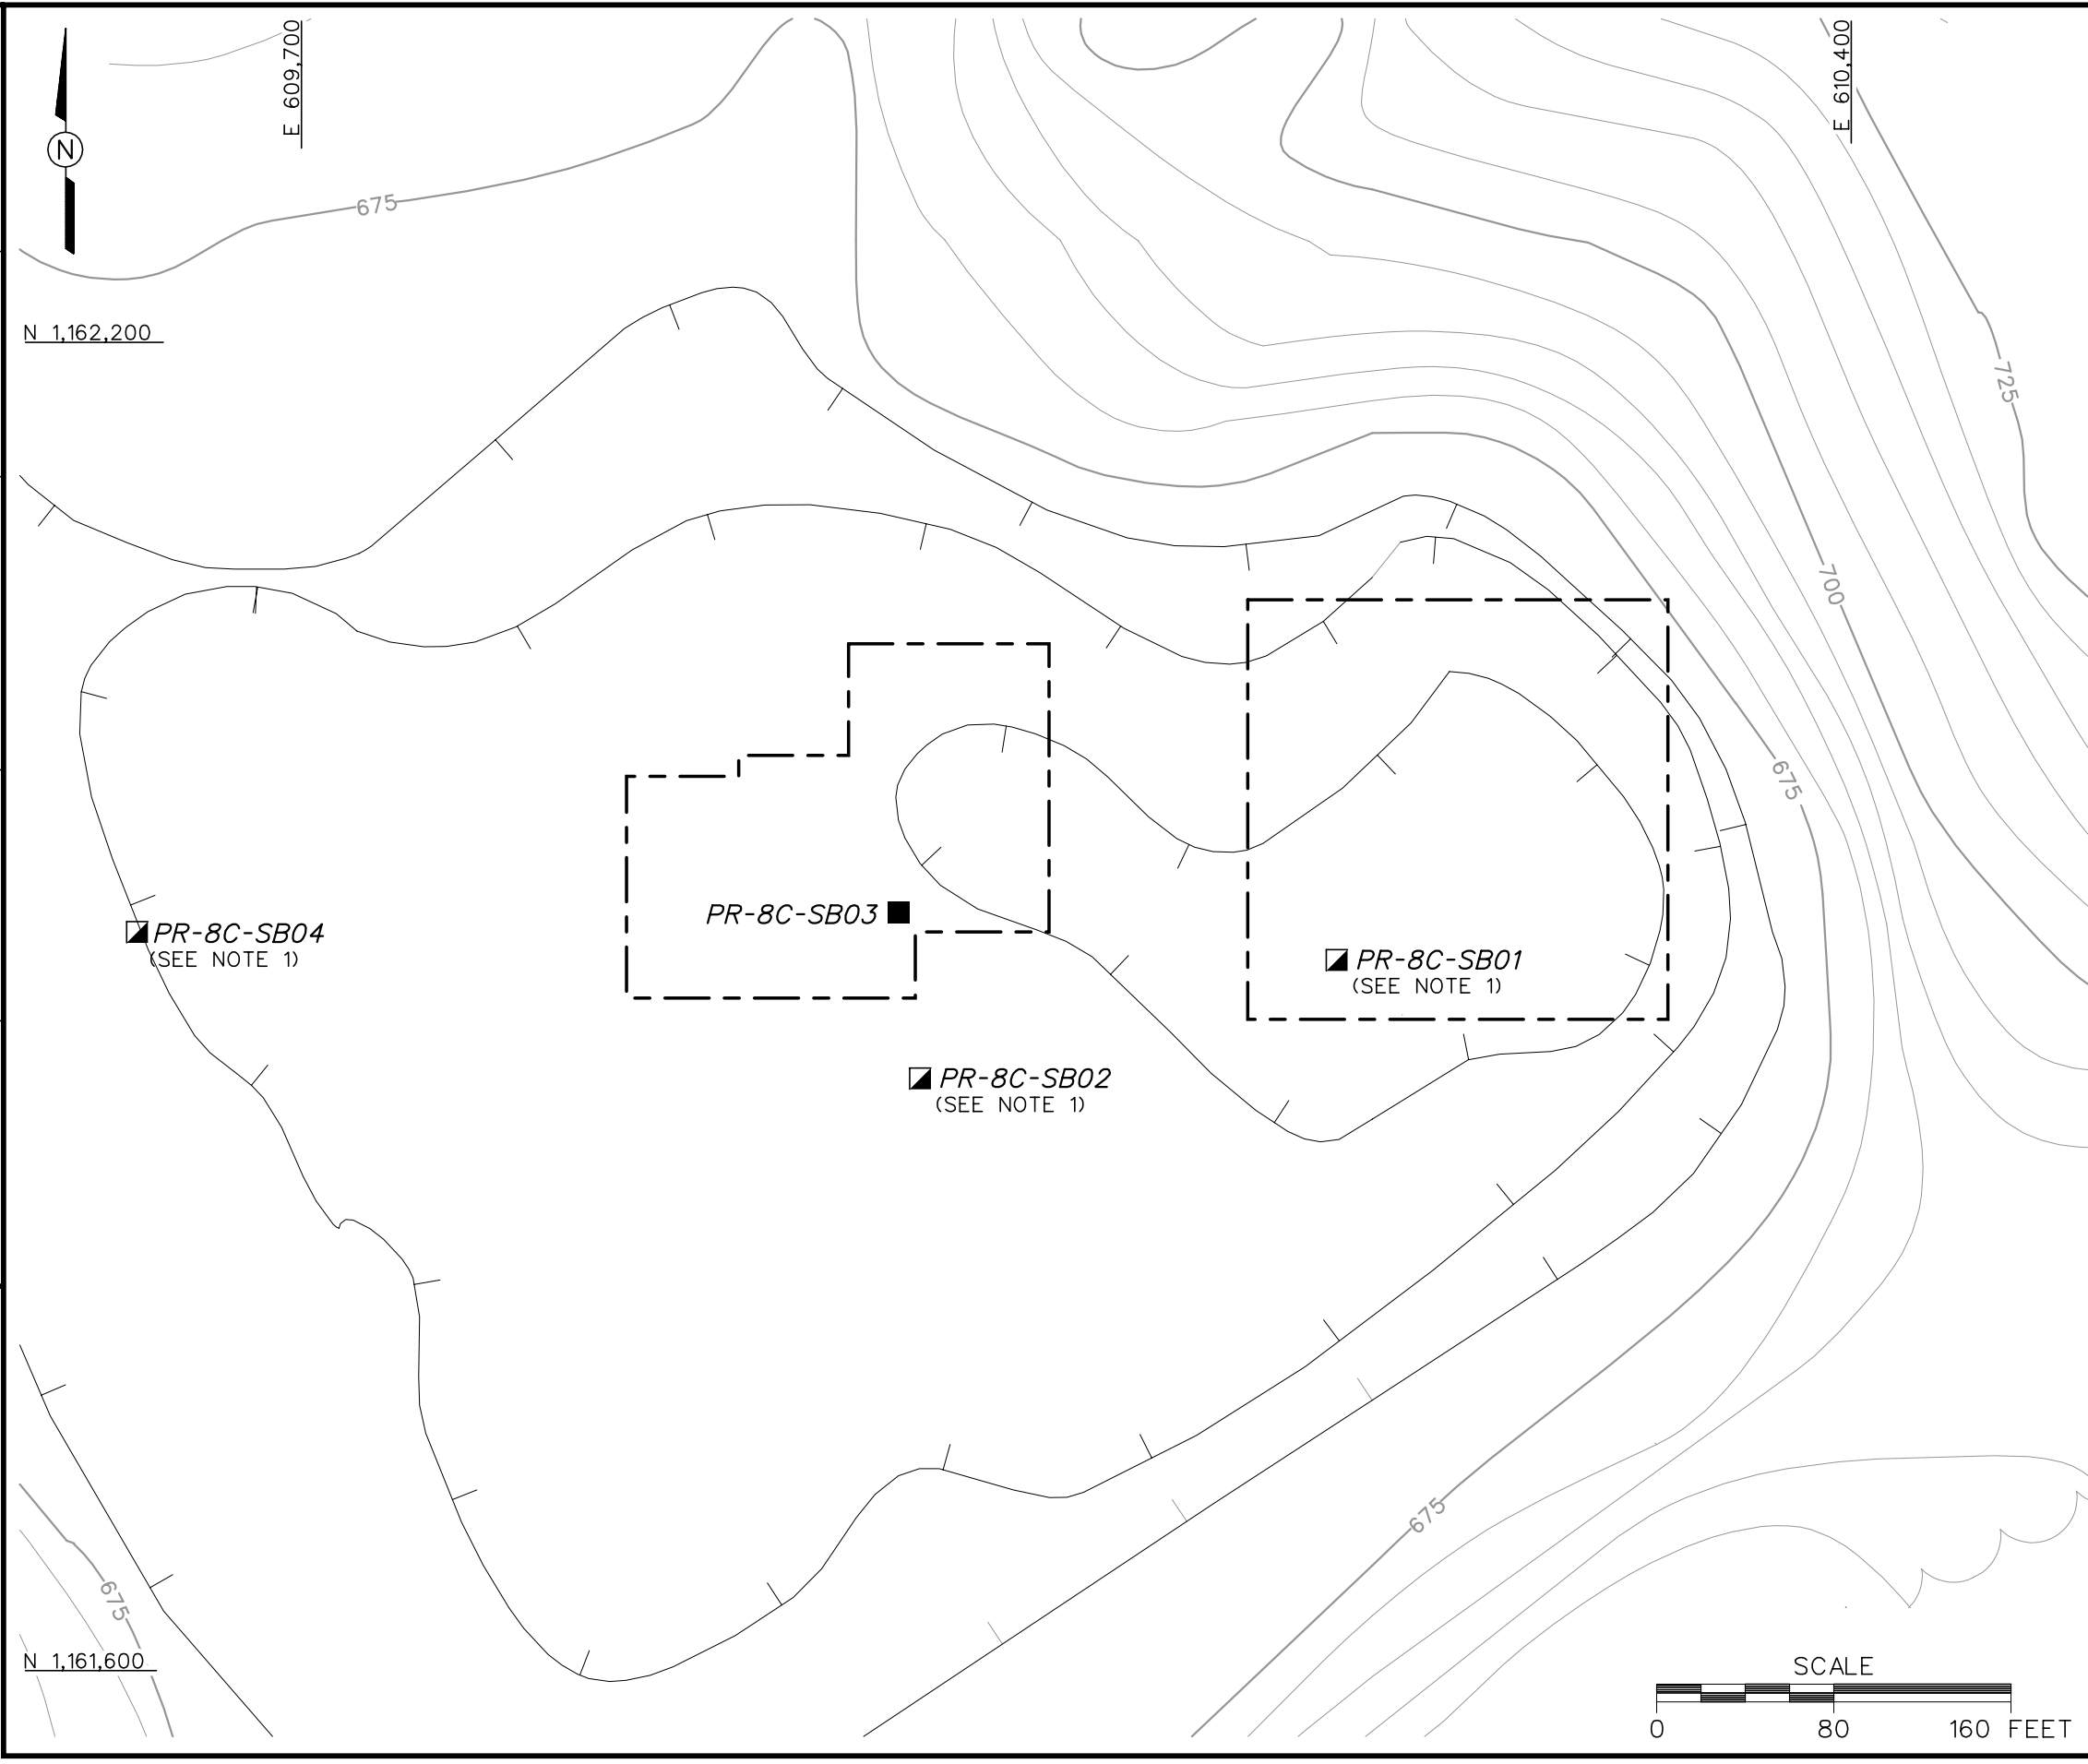 E 609,700
E 610,400
N
675
N 1,162,200
725
700
675
PR-8C-SB03
PR-8C-SB04
(SEE NOTE 1)
PR-8C-SB01
(SEE NOTE 1)
PR-8C-SB02
(SEE NOTE 1)
675
675
N 1,161,600
SCALE
0 80 160 FEET